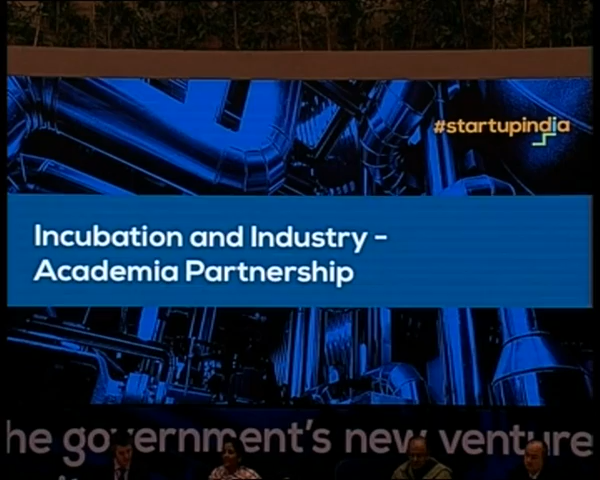 #startupindia
Incubation and Industry -
Academia Partnership
he government's new venture